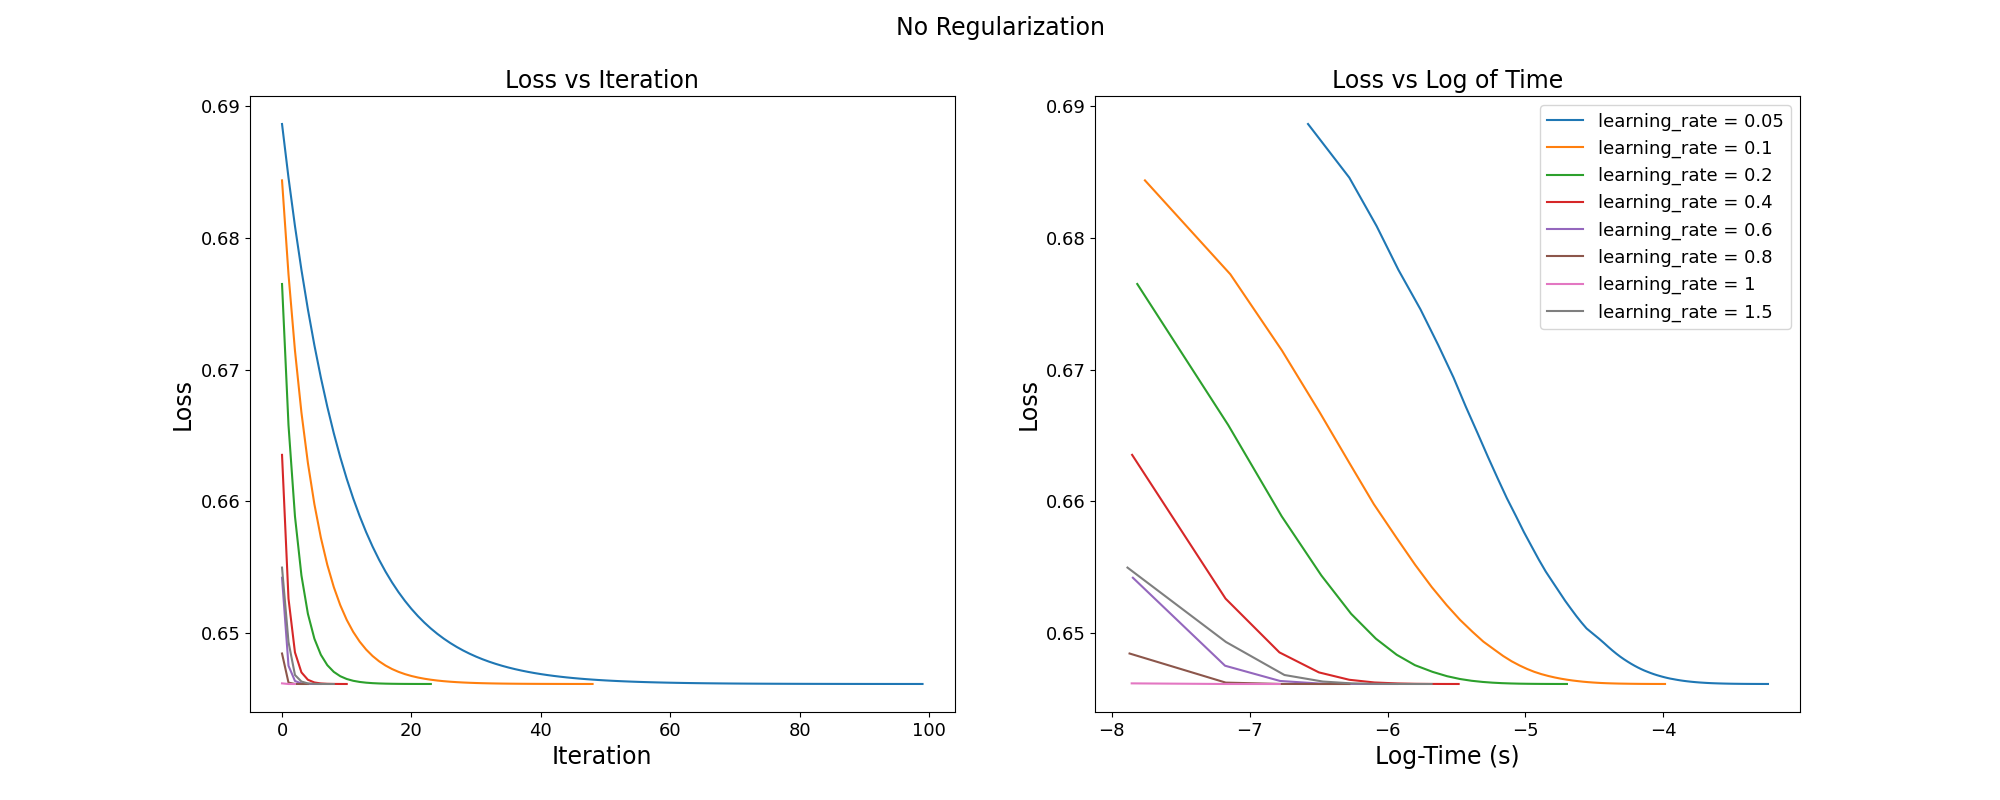 No Regularization
Loss vs Iteration
0.69
0.68
0.67
0.66
0.65
Loss
0
20
40
60
80
100
Iteration
Loss vs Log of Time
0.69
0.68
0.67
0.66
0.65
Loss
−8
−7
−6
−5
−4
Log-Time (s)
learning_rate = 0.05
learning_rate = 0.1
learning_rate = 0.2
learning_rate = 0.4
learning_rate = 0.6
learning_rate = 0.8
learning_rate = 1
learning_rate = 1.5